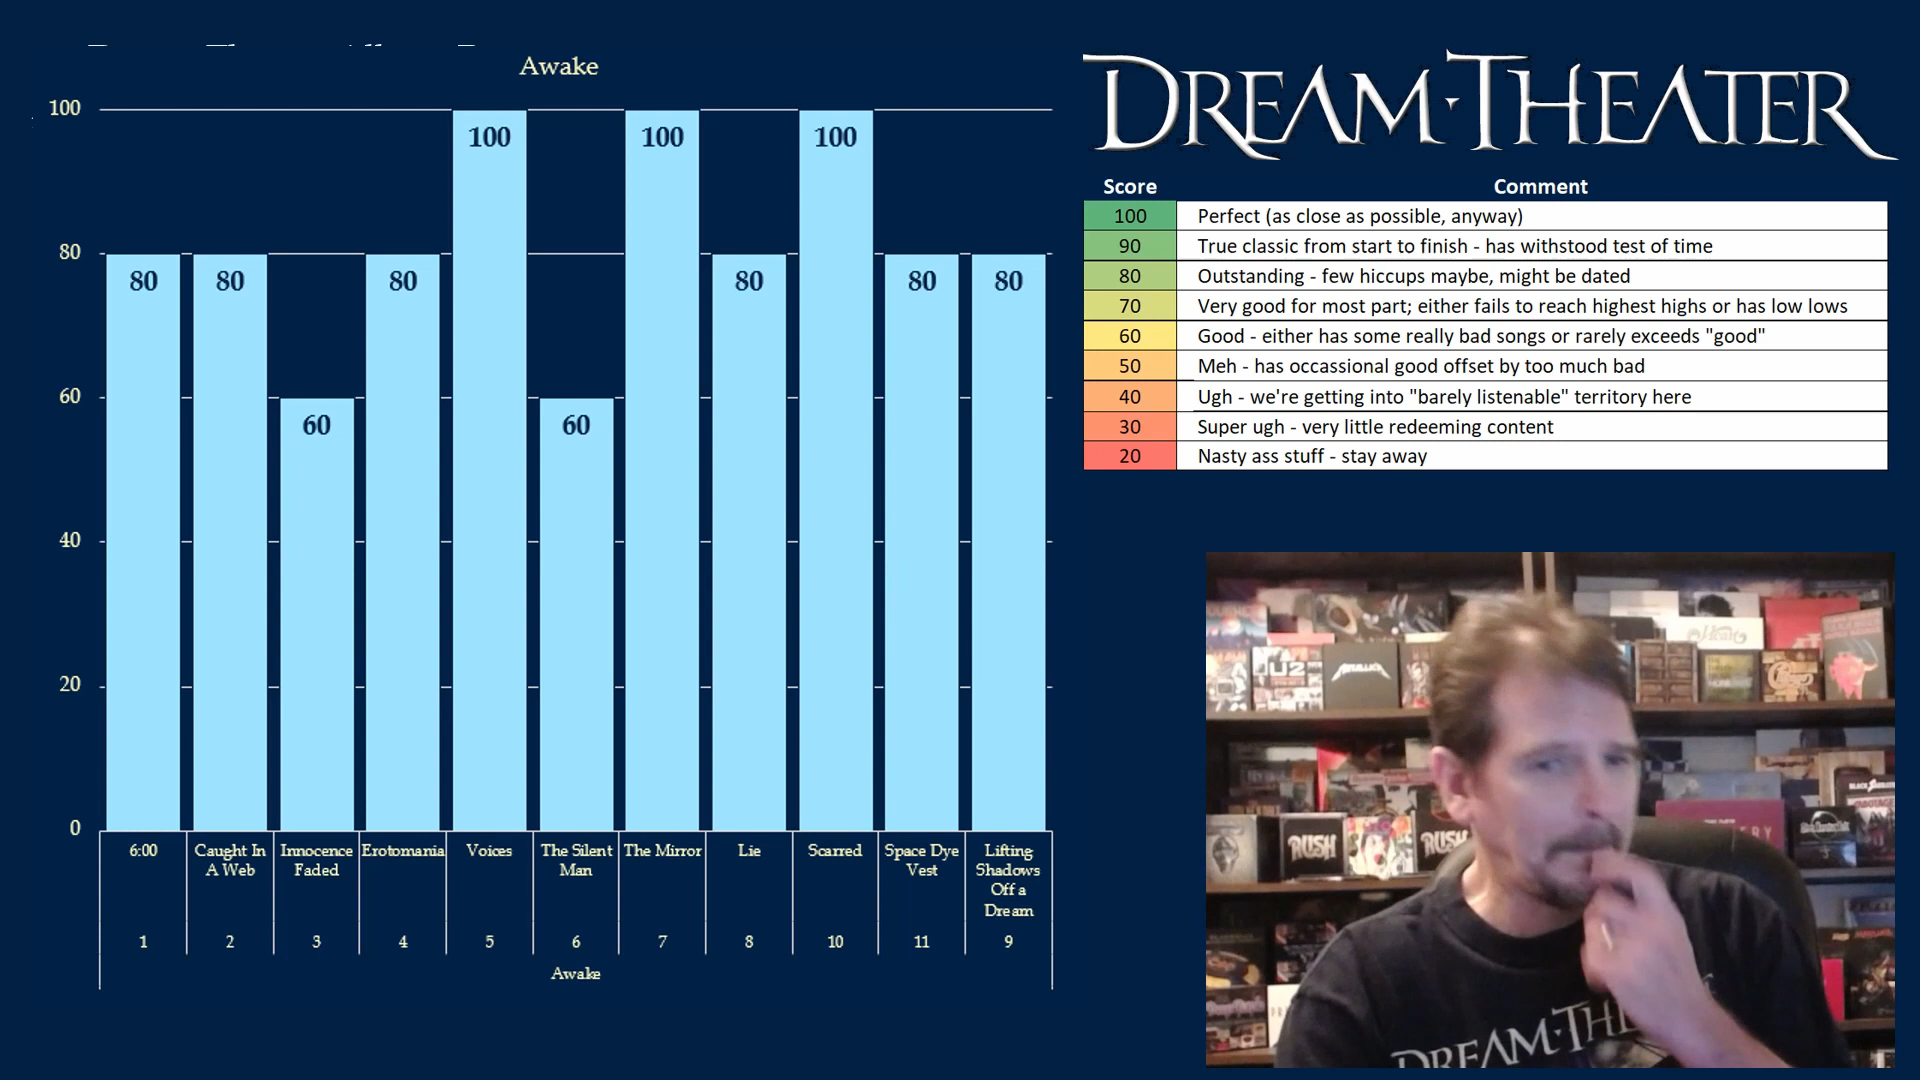 Awake
100
80
60
40
20
0
80
80
60
80
100
60
100
80
100
80
80
6:00
Caught In
A Web
Innocence
Faded
Erotomania
Voices
The Silent
Man
The Mirror
Lie
Scarred
Space Dye
Vest
Lifting
Shadows
Off a
Dream
1
2
3
4
5
6
7
8
10
11
9
Awake
DREAM·THEATER
Score Comment
100 Perfect (as close as possible, anyway)
90 True classic from start to finish - has withstood test of time
80 Outstanding - few hiccups maybe, might be dated
70 Very good for most part; either fails to reach highest highs or has low lows
60 Good - either has some really bad songs or rarely exceeds "good"
50 Meh - has occassional good offset by too much bad
40 Ugh - we're getting into "barely listenable" territory here
30 Super ugh - very little redeeming content
20 Nasty ass stuff - stay away
Heart
U2
METALLICA
CHICAGO
BLACK SABBATH
SABOTAGE
RUSH
RUSH
DREAM·THE